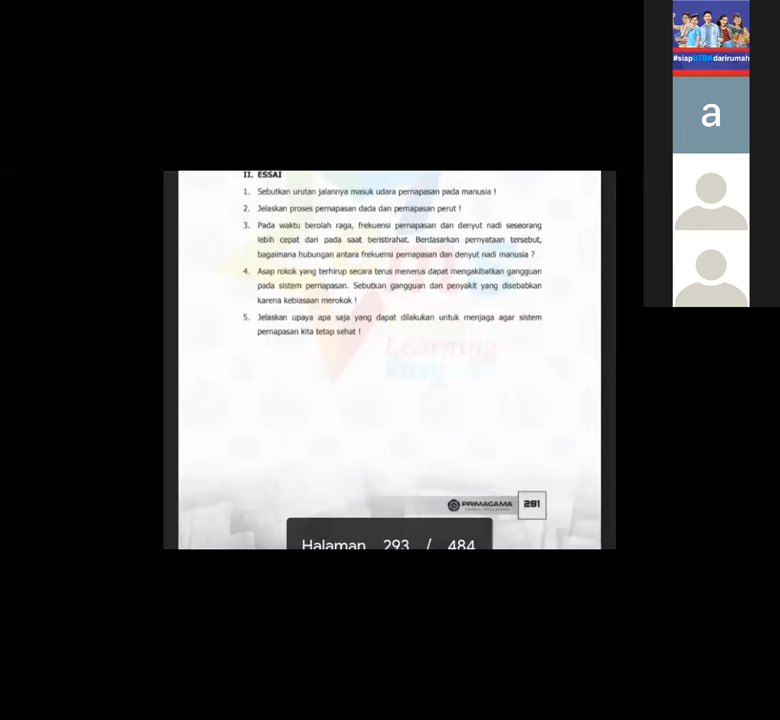 #siapUTBKdarirumah
a
II. ESSAI
1. Sebutkan urutan jalannya masuk udara pernapasan pada manusia !
2. Jelaskan proses pernapasan dada dan pernapasan perut !
3. Pada waktu berolah raga, frekuensi pernapasan dan denyut nadi seseorang
lebih cepat dari pada saat beristirahat. Berdasarkan pernyataan tersebut,
bagaimana hubungan antara frekuensi pernapasan dan denyut nadi manusia ?
4. Asap rokok yang terhirup secara terus menerus dapat mengakibatkan gangguan
pada sistem pernapasan. Sebutkan gangguan dan penyakit yang disebabkan
karena kebiasaan merokok !
5. Jelaskan upaya apa saja yang dapat dilakukan untuk menjaga agar sistem
pernapasan kita tetap sehat !
Learning
PRIMAGAMA
281
Halaman 293 / 484